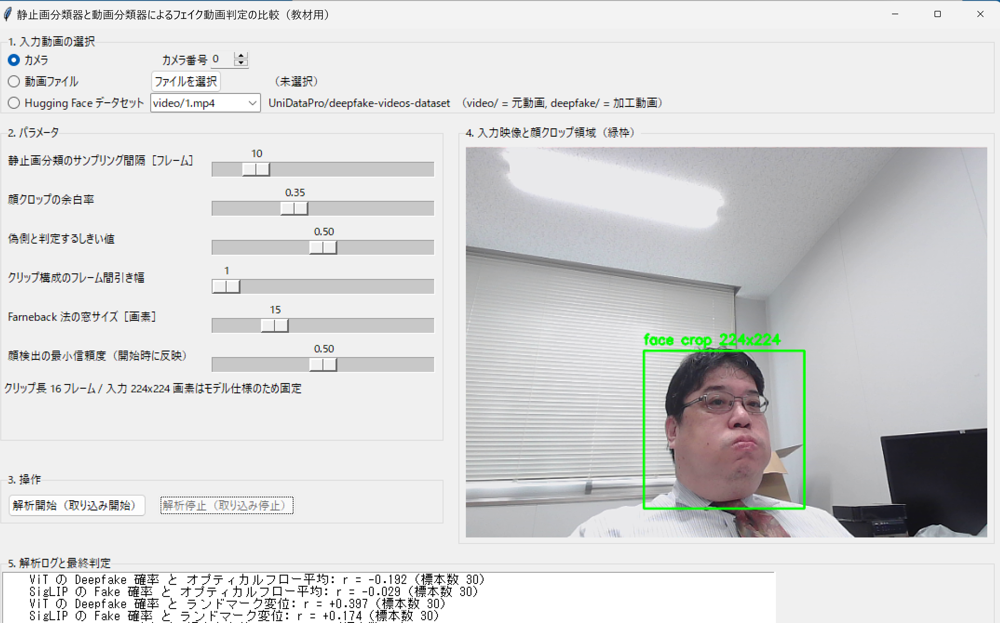 静止画分類器と動画分類器によるフェイク動画判定の比較（教材用）
1. 入力動画の選択
カメラ カメラ番号 0
動画ファイル ファイルを選択 （未選択）
Hugging Face データセット video/1.mp4 UniDataPro/deepfake-videos-dataset （video/ = 元動画, deepfake/ = 加工動画）
2. パラメータ
10
静止画分類のサンプリング間隔［フレーム］
0.35
顔クロップの余白率
0.50
偽側と判定するしきい値
1
クリップ構成のフレーム間引き幅
15
Farneback 法の窓サイズ［画素］
0.50
顔検出の最小信頼度（開始時に反映）
クリップ長 16 フレーム / 入力 224x224 画素はモデル仕様のため固定
3. 操作
解析開始（取り込み開始） 解析停止（取り込み停止）
4. 入力映像と顔クロップ領域（緑枠）
face crop 224x224
5. 解析ログと最終判定
ViT の Deepfake 確率 と オプティカルフロー平均: r = -0.192 (標本数 30)
SigLIP の Fake 確率 と オプティカルフロー平均: r = -0.029 (標本数 30)
ViT の Deepfake 確率 と ランドマーク変位: r = +0.397 (標本数 30)
SigLIP の Fake 確率 と ランドマーク変位: r = +0.174 (標本数 30)